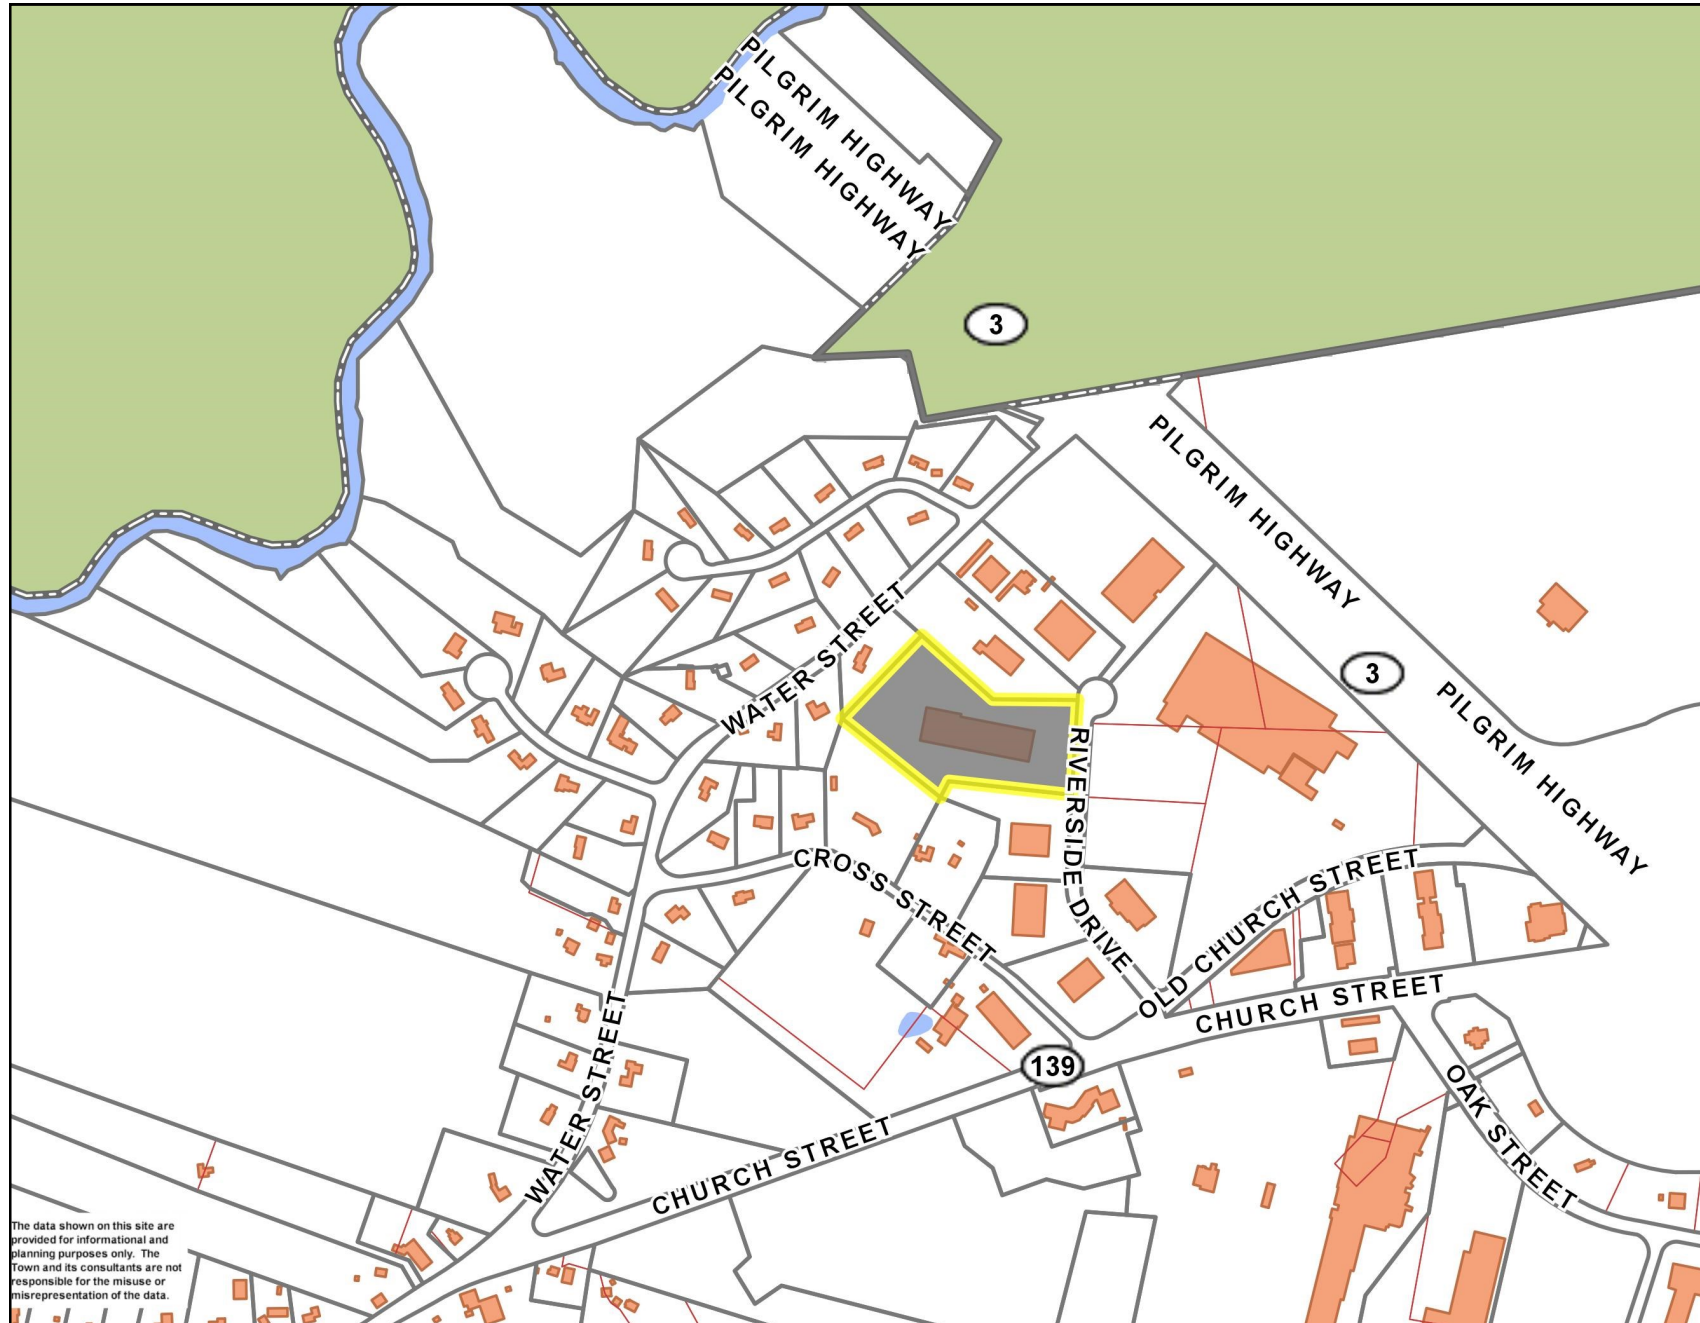 PILGRIM HIGHWAY
PILGRIM HIGHWAY
3
PILGRIM HIGHWAY
WATER STREET
3
PILGRIM HIGHWAY
RIVERSIDE DRIVE
CROSS STREET
OLD CHURCH STREET
CHURCH STREET
WATER STREET
139
OAK STREET
CHURCH STREET
The data shown on this site are
provided for informational and
planning purposes only. The
Town and its consultants are not
responsible for the misuse or
misrepresentation of the data.